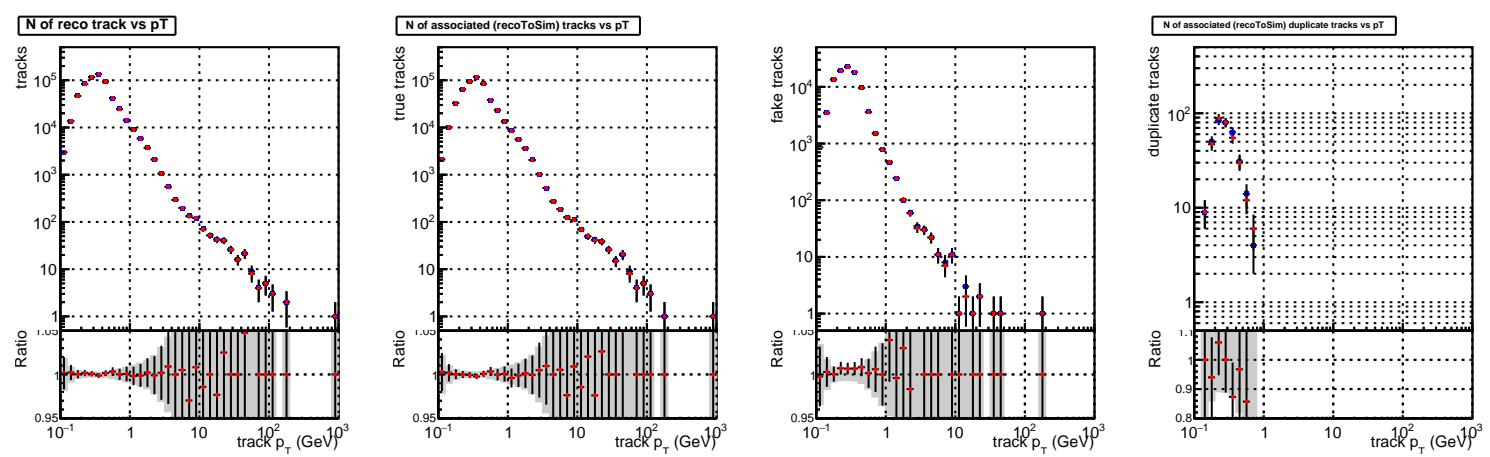 N of reco track vs pT
N of associated (recoToSim) tracks vs pT
N of associated (recoToSim) duplicate tracks vs pT
tracks
10^5
10^4
10^3
10^2
10
1
Ratio
1.05
1
0.95
10^-1 1 10 10^2 10^3
track p_T (GeV)
true tracks
10^5
10^4
10^3
10^2
10
1
Ratio
1.05
1
0.95
10^-1 1 10 10^2 10^3
track p_T (GeV)
fake tracks
10^4
10^3
10^2
10
1
Ratio
1.05
1
0.95
10^-1 1 10 10^2 10^3
track p_T (GeV)
duplicate tracks
10^2
10
1
Ratio
1.1
1
0.9
0.8
10^-1 1 10 10^2 10^3
track p_T (GeV)